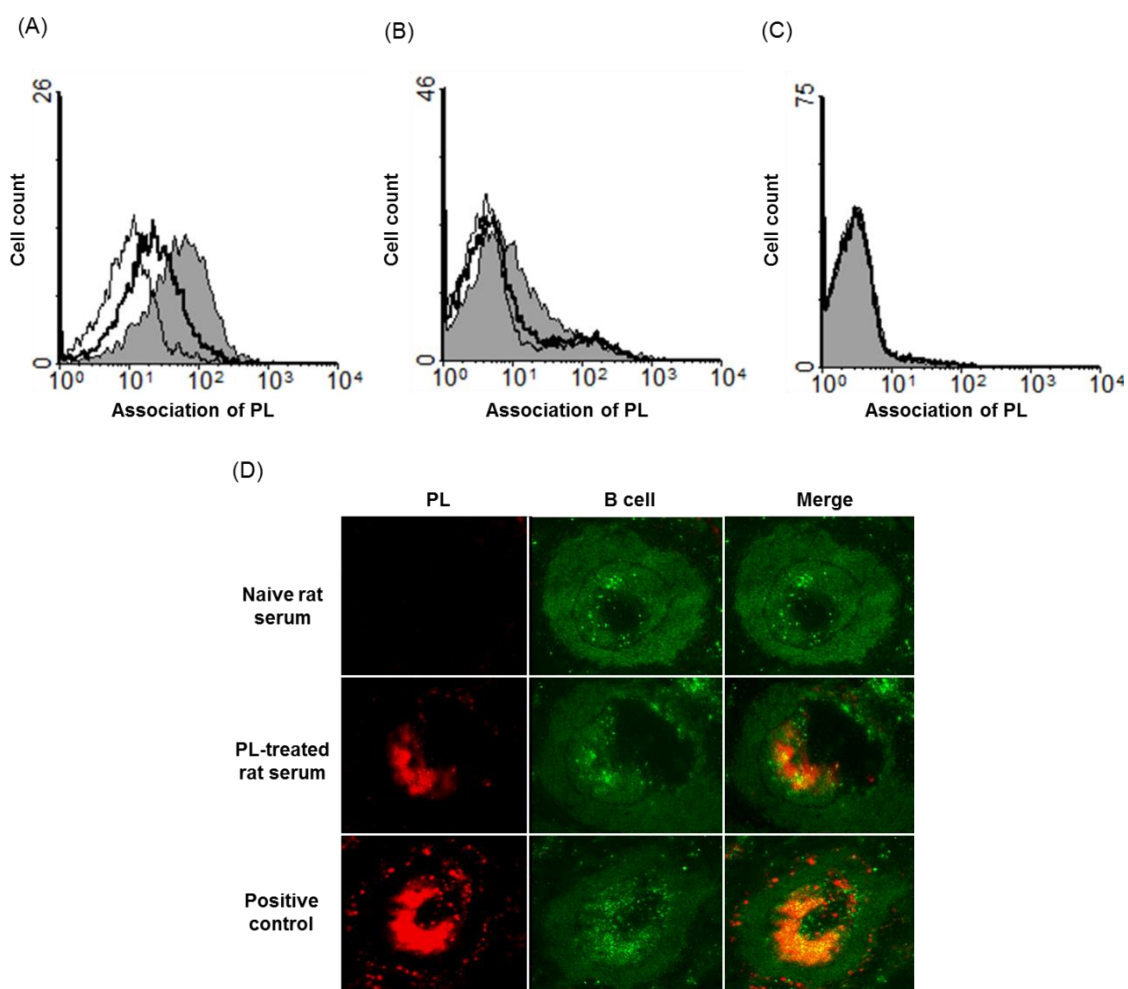 (A)
(B)
(C)
26
Cell count
0
10⁰ 10¹ 10² 10³ 10⁴
Association of PL
46
Cell count
0
10⁰ 10¹ 10² 10³ 10⁴
Association of PL
75
Cell count
0
10⁰ 10¹ 10² 10³ 10⁴
Association of PL
(D)
PL B cell Merge
Naive rat
serum
PL-treated
rat serum
Positive
control